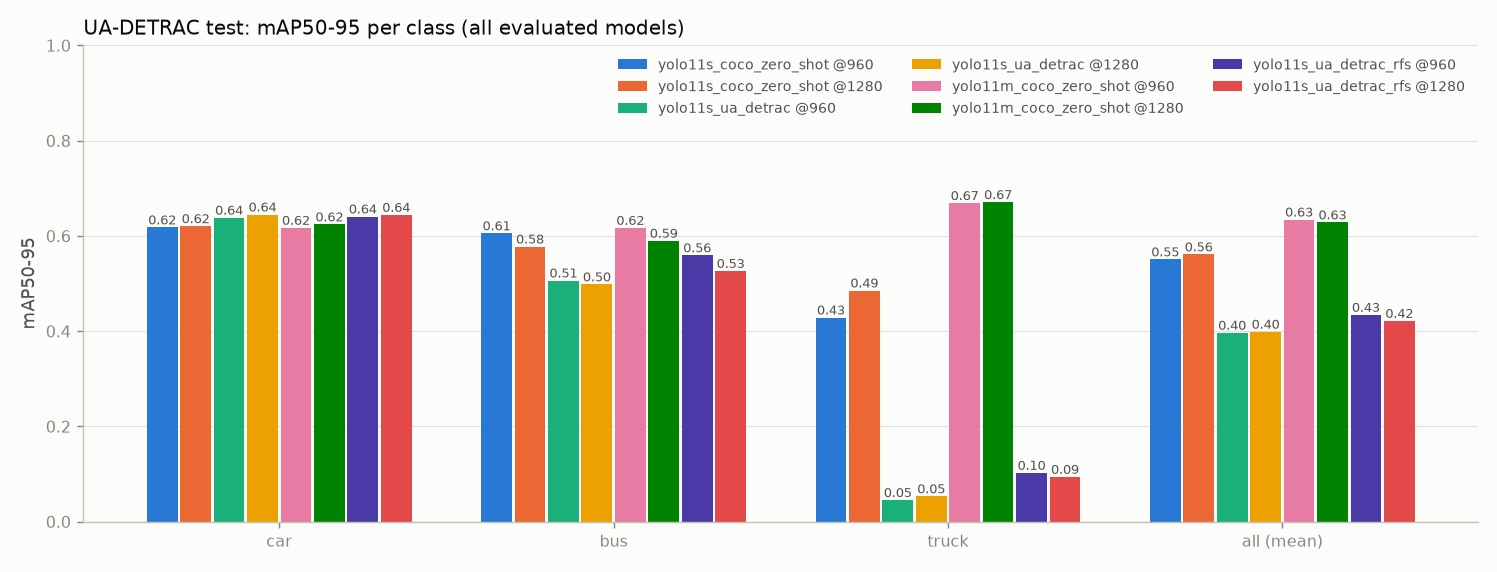 UA-DETRAC test: mAP50-95 per class (all evaluated models)
yolo11s_coco_zero_shot @960
yolo11s_coco_zero_shot @1280
yolo11s_ua_detrac @960
yolo11s_ua_detrac @1280
yolo11m_coco_zero_shot @960
yolo11m_coco_zero_shot @1280
yolo11s_ua_detrac_rfs @960
yolo11s_ua_detrac_rfs @1280
mAP50-95
1.0
0.8
0.6
0.4
0.2
0.0
0.62 0.62 0.64 0.64 0.62 0.62 0.64 0.64
0.61 0.58 0.51 0.50 0.62 0.59 0.56 0.53
0.43 0.49 0.05 0.05 0.67 0.67 0.10 0.09
0.55 0.56 0.40 0.40 0.63 0.63 0.43 0.42
car bus truck all (mean)